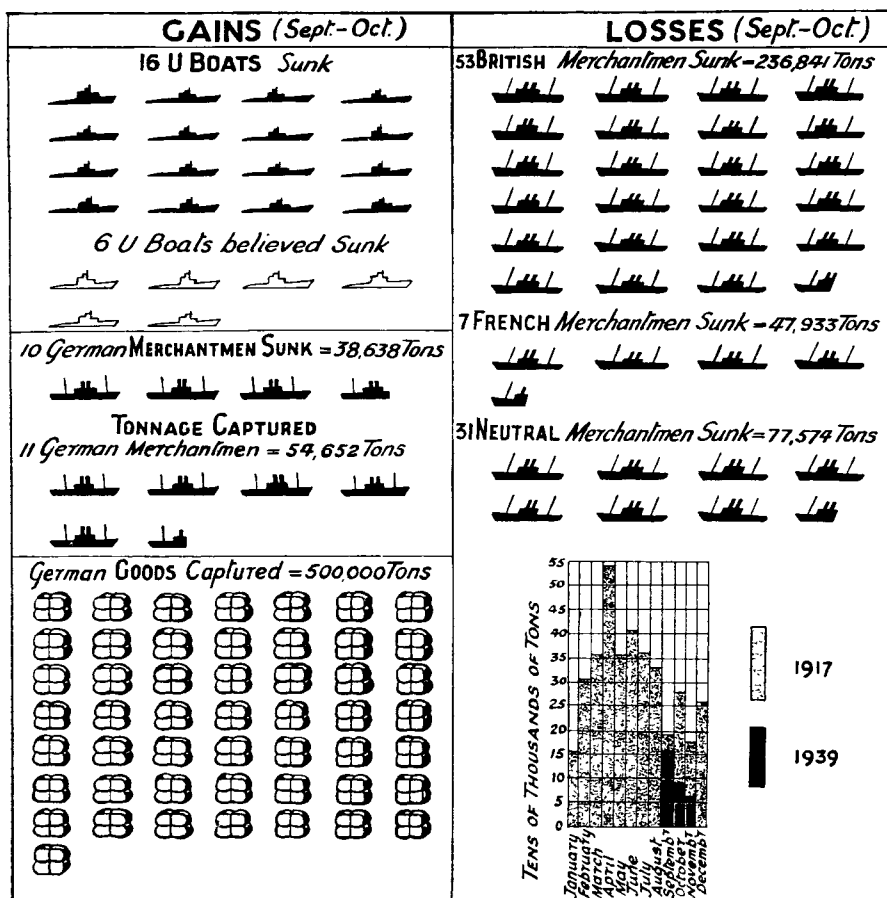 GAINS (Sept.-Oct.)
16 U BOATS Sunk
6 U Boats believed Sunk
10 German MERCHANTMEN SUNK = 38,638 Tons
TONNAGE CAPTURED
11 German Merchantmen = 54,652 Tons
German GOODS Captured = 500,000 Tons
LOSSES (Sept.-Oct.)
53 BRITISH Merchantmen Sunk = 236,841 Tons
7 FRENCH Merchantmen Sunk = 47,933 Tons
31 NEUTRAL Merchantmen Sunk = 77,574 Tons
TENS OF THOUSANDS OF TONS
55
50
45
40
35
30
25
20
15
10
5
0
January
February
March
April
May
June
July
August
Septembr
October
Novembr
Decembr
1917
1939